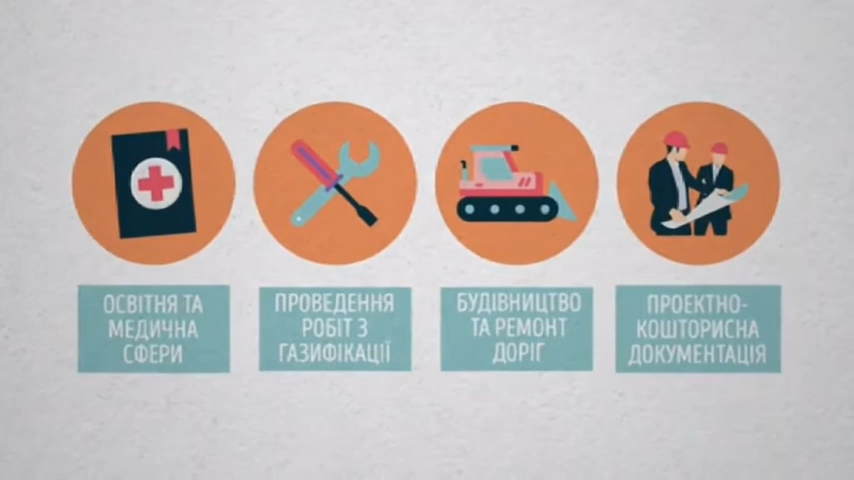 ОСВІТНЯ ТА
МЕДИЧНА
СФЕРИ
ПРОВЕДЕННЯ
РОБІТ З
ГАЗИФІКАЦІЇ
БУДІВНИЦТВО
ТА РЕМОНТ
ДОРІГ
ПРОЕКТНО-
КОШТОРИСНА
ДОКУМЕНТАЦІЯ